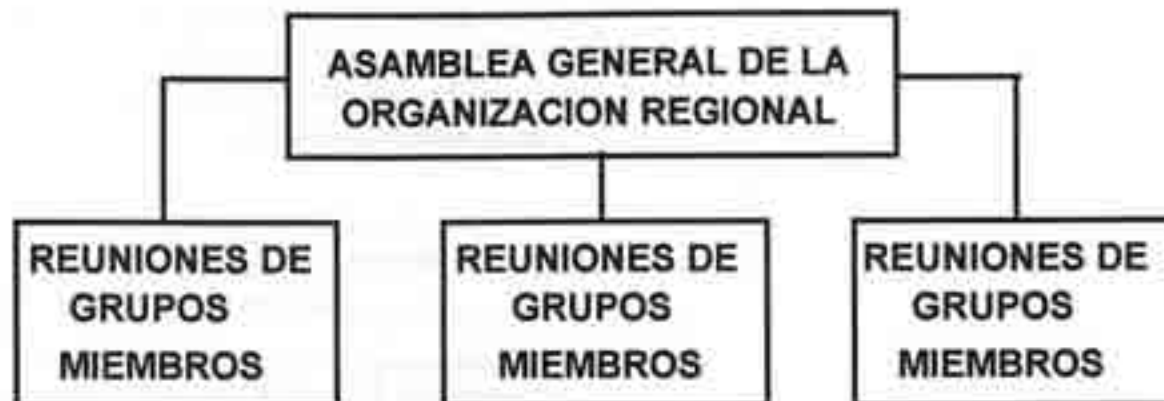 ASAMBLEA GENERAL DE LA
ORGANIZACION REGIONAL
REUNIONES DE
GRUPOS
MIEMBROS
REUNIONES DE
GRUPOS
MIEMBROS
REUNIONES DE
GRUPOS
MIEMBROS